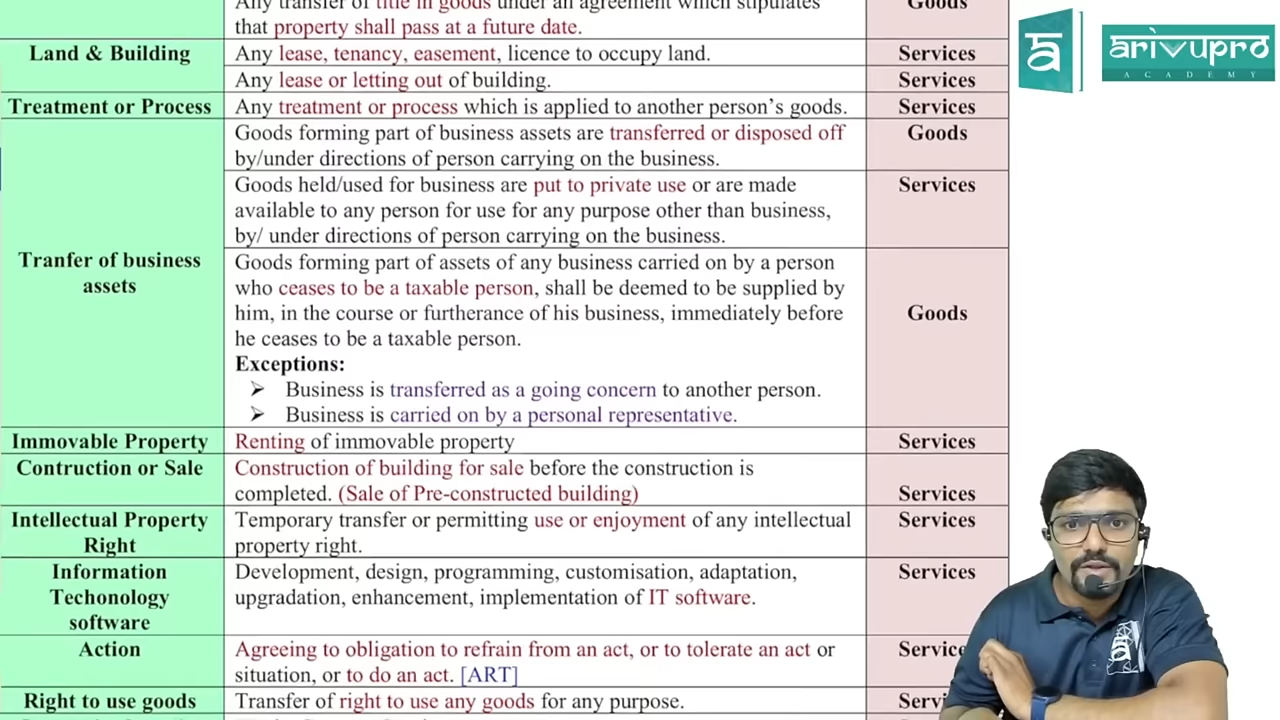 Any transfer of title in goods under an agreement which stipulates
that property shall pass at a future date.
Goods
Land & Building
Any lease, tenancy, easement, licence to occupy land.
Services
Any lease or letting out of building.
Services
Treatment or Process
Any treatment or process which is applied to another person’s goods.
Services
Tranfer of business
assets
Goods forming part of business assets are transferred or disposed off
by/under directions of person carrying on the business.
Goods
Goods held/used for business are put to private use or are made
available to any person for use for any purpose other than business,
by/ under directions of person carrying on the business.
Services
Goods forming part of assets of any business carried on by a person
who ceases to be a taxable person, shall be deemed to be supplied by
him, in the course or furtherance of his business, immediately before
he ceases to be a taxable person.
Exceptions:
➢ Business is transferred as a going concern to another person.
➢ Business is carried on by a personal representative.
Goods
Immovable Property
Renting of immovable property
Services
Contruction or Sale
Construction of building for sale before the construction is
completed. (Sale of Pre-constructed building)
Services
Intellectual Property
Right
Temporary transfer or permitting use or enjoyment of any intellectual
property right.
Services
Information
Techonology
software
Development, design, programming, customisation, adaptation,
upgradation, enhancement, implementation of IT software.
Services
Action
Agreeing to obligation to refrain from an act, or to tolerate an act or
situation, or to do an act. [ART]
Service
Right to use goods
Transfer of right to use any goods for any purpose.
Servi
arivupro
ACADEMY